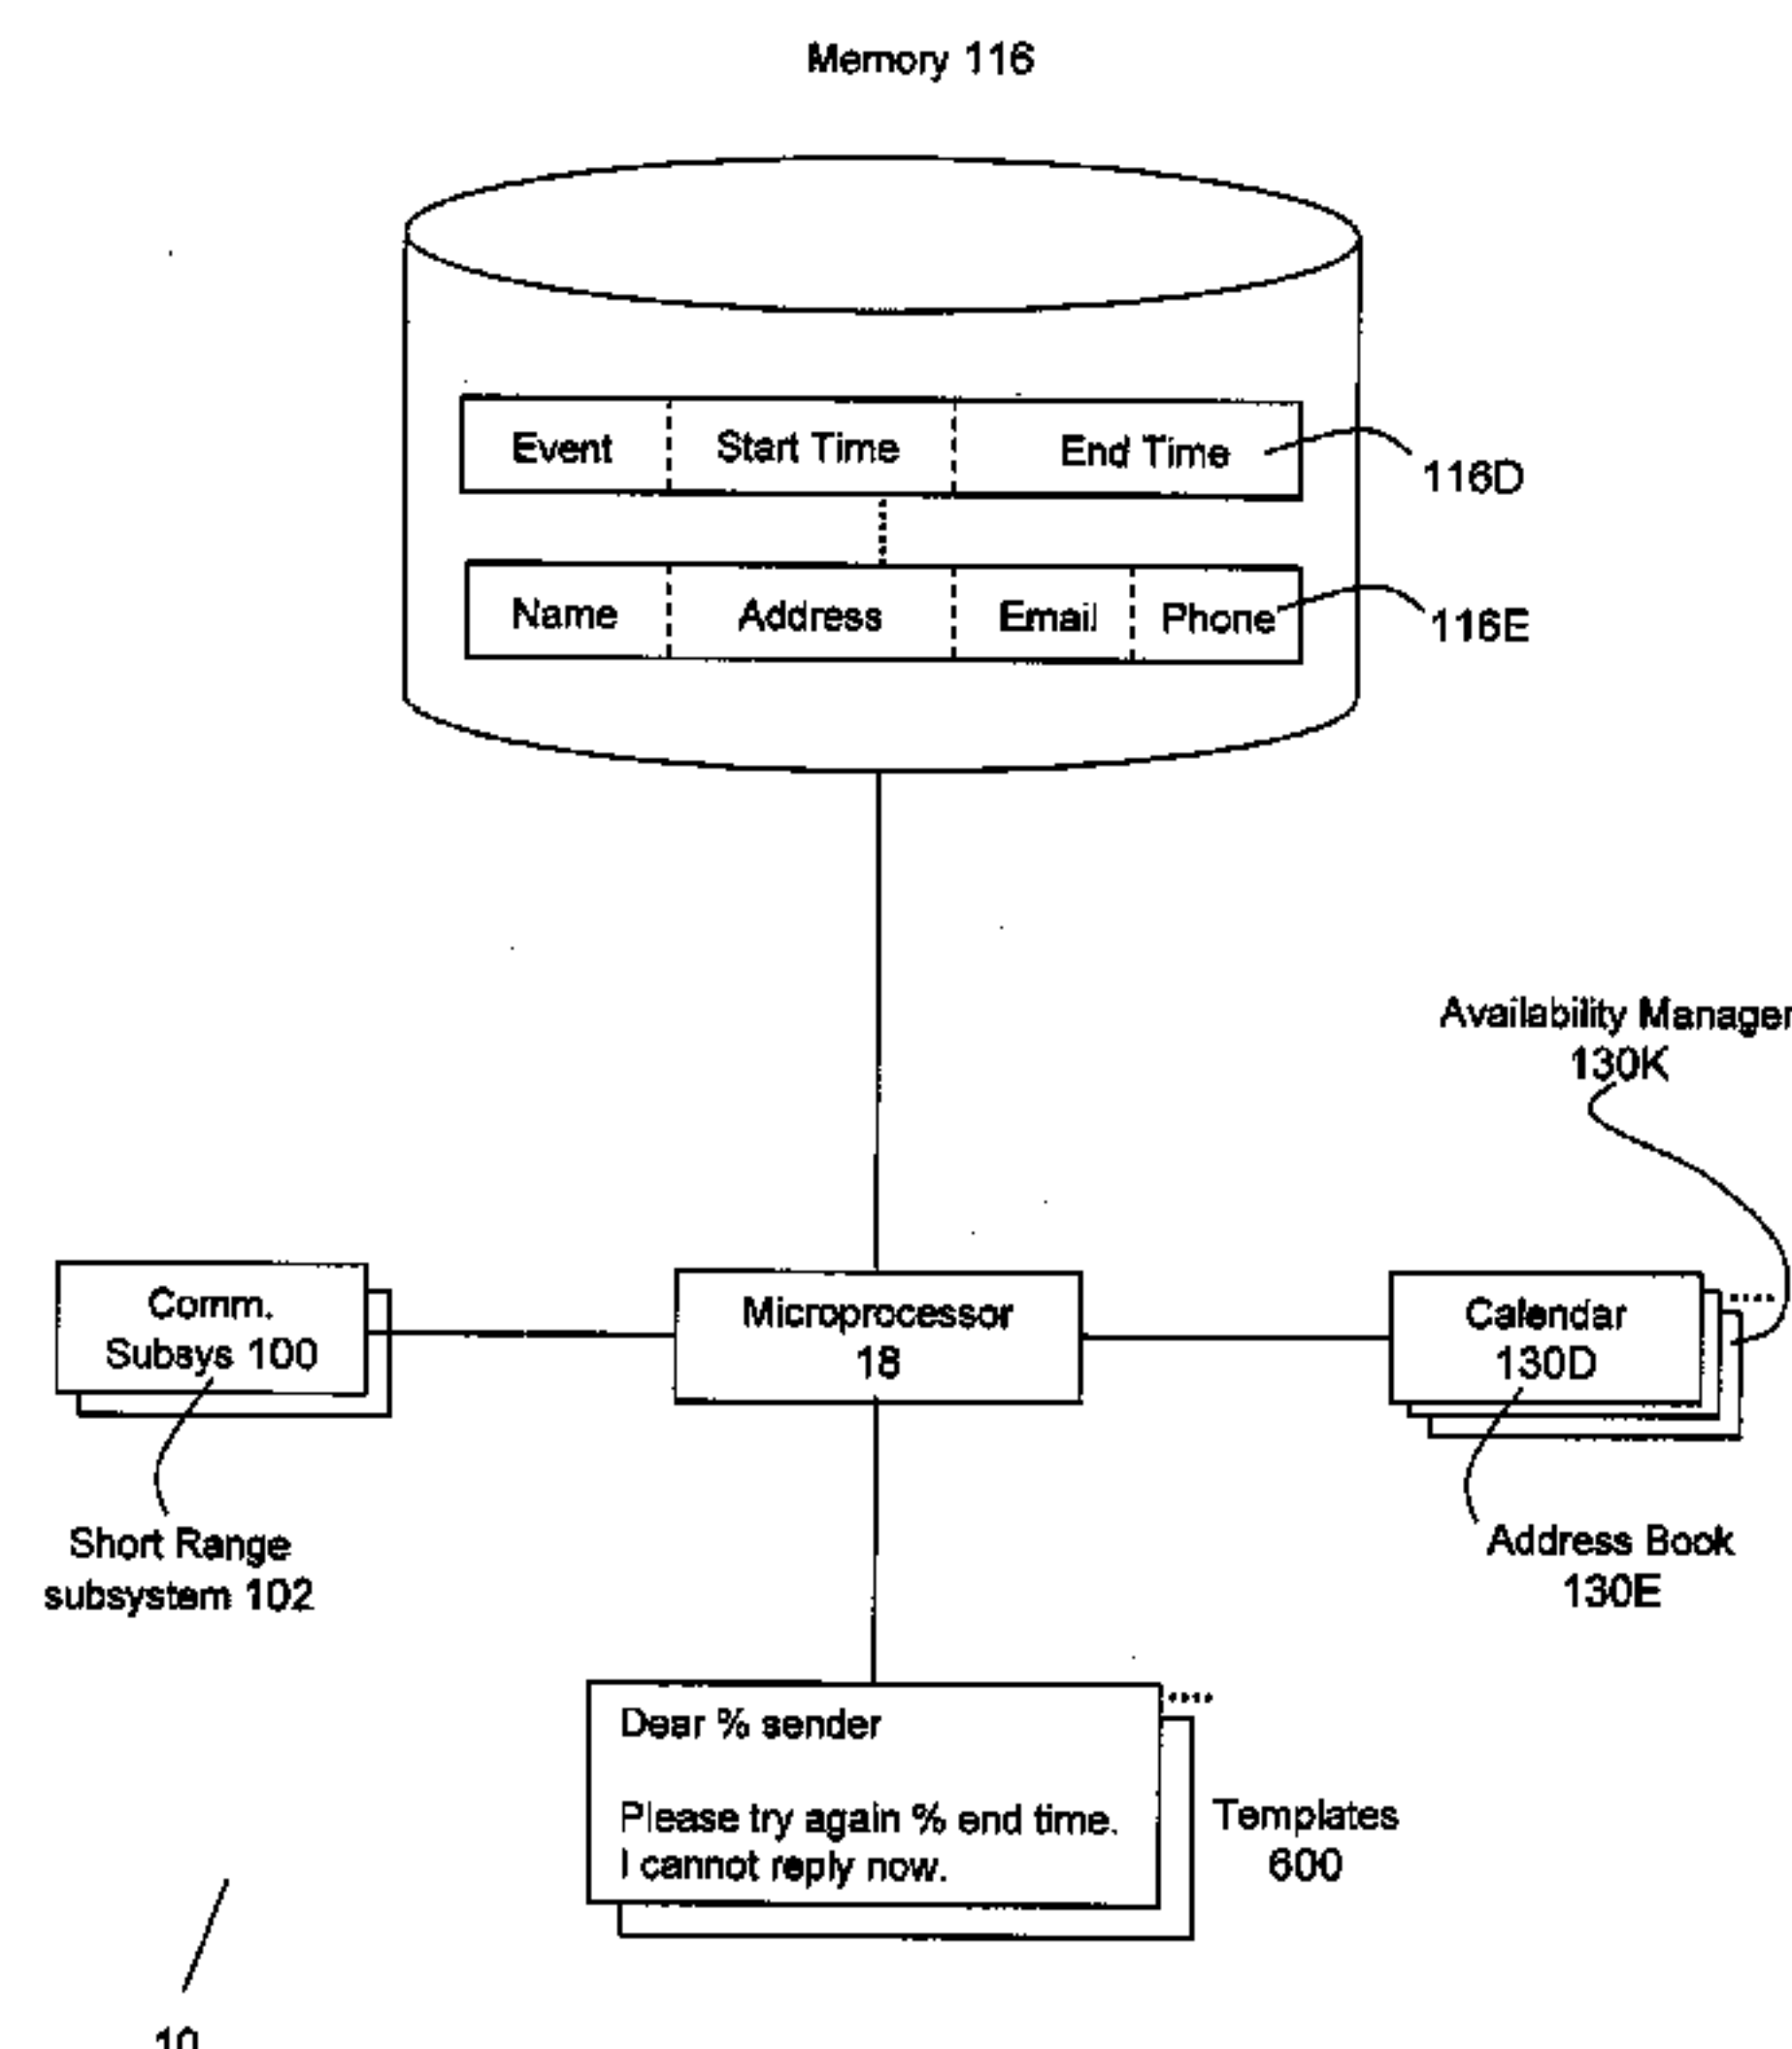 Memory 116
Event Start Time End Time
116D
Name Address Email Phone
116E
Availability Manager
130K
Comm.
Subsys 100
Microprocessor
18
Calendar
130D
Short Range
subsystem 102
Address Book
130E
Dear % sender
Please try again % end time.
I cannot reply now.
Templates
600
10